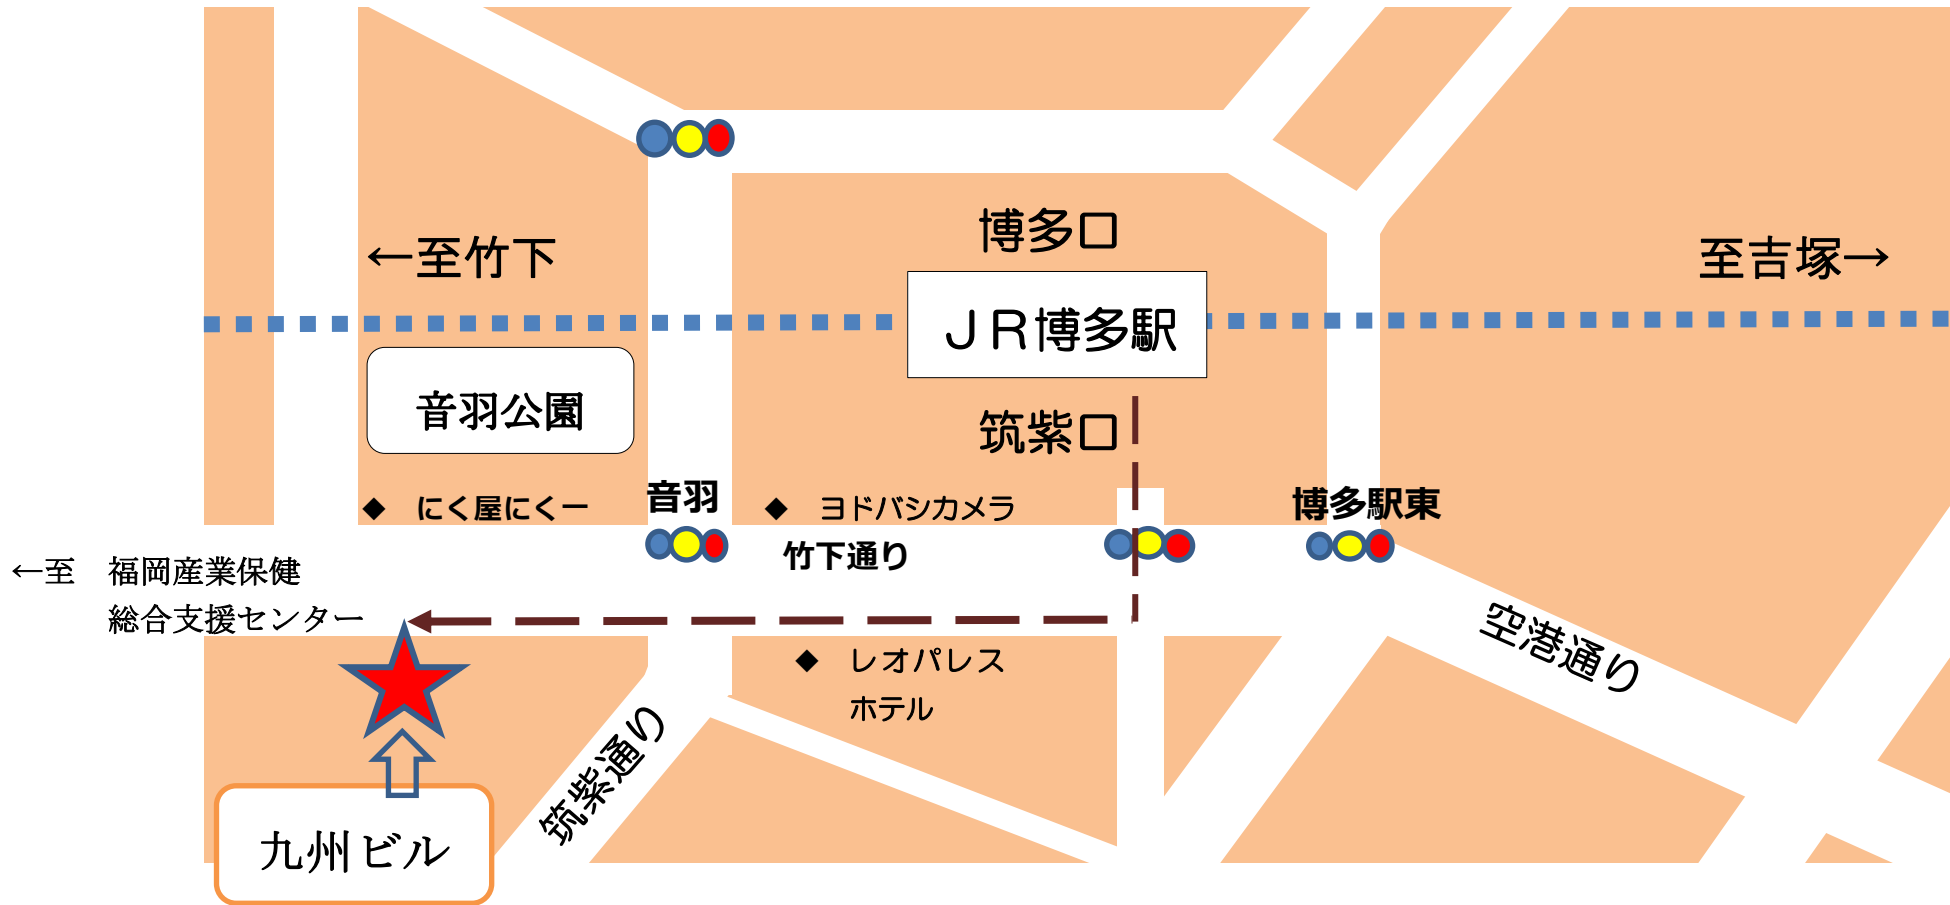 博多口
←至竹下
至吉塚→
ＪＲ博多駅
音羽公園
筑紫口
◆ にく屋にくー
音羽
◆ ヨドバシカメラ
博多駅東
竹下通り
←至 福岡産業保健
総合支援センター
空港通り
◆ レオパレス
ホテル
筑紫通り
九州ビル